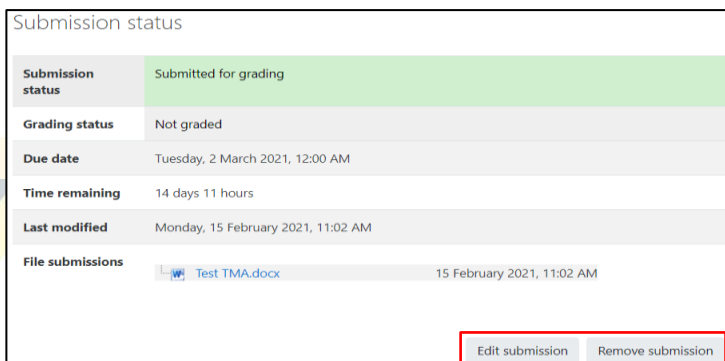 Submission status
Submission
status
Submitted for grading
Grading status
Not graded
Due date
Tuesday, 2 March 2021, 12:00 AM
Time remaining
14 days 11 hours
Last modified
Monday, 15 February 2021, 11:02 AM
File submissions
Test TMA.docx
15 February 2021, 11:02 AM
Edit submission
Remove submission